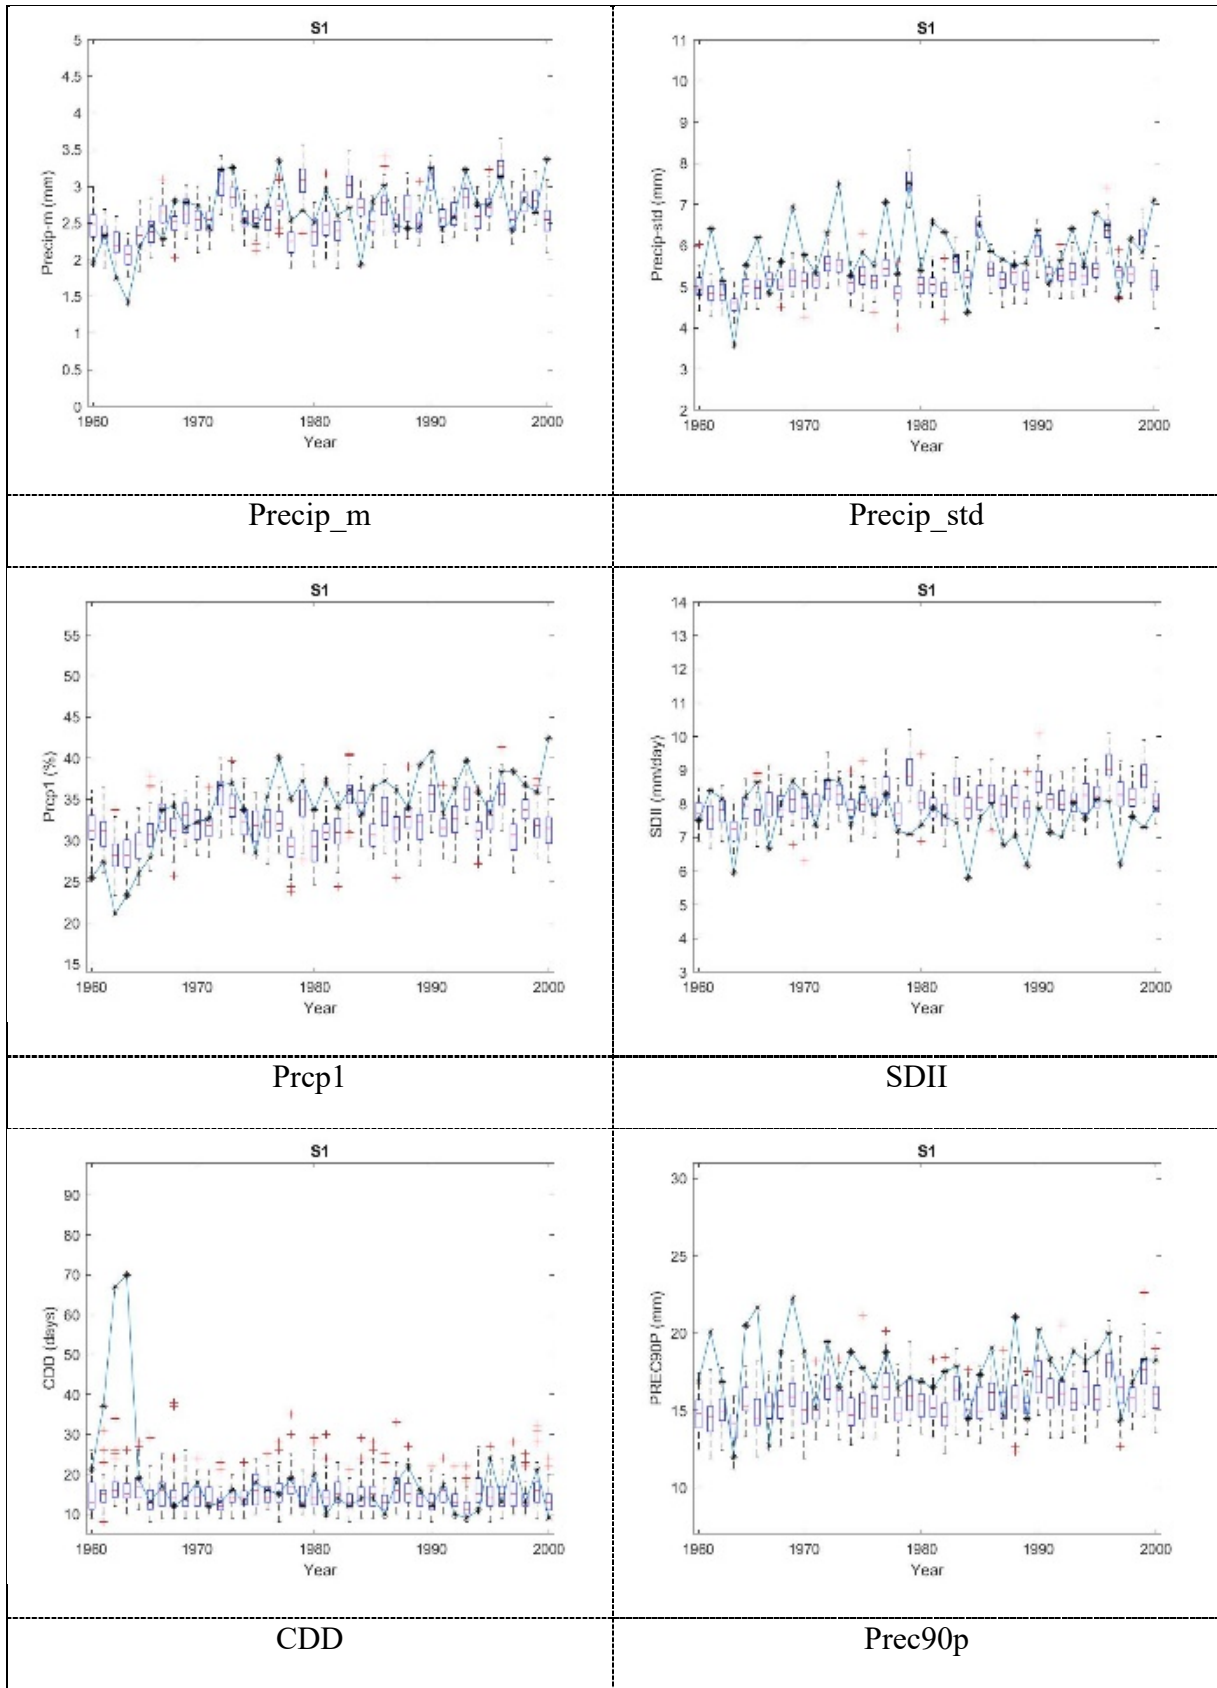 S1
5
4.5
4
3.5
3
2.5
2
1.5
1
0.5
0
Precip-m (mm)
1960 1970 1980 1990 2000
Year
S1
11
10
9
8
7
6
5
4
3
2
Precip-std (mm)
1960 1970 1980 1990 2000
Year
Precip_m
Precip_std
S1
55
50
45
40
35
30
25
20
15
Prcp1 (%)
1960 1970 1980 1990 2000
Year
S1
14
13
12
11
10
9
8
7
6
5
4
3
SDII (mm/day)
1960 1970 1980 1990 2000
Year
Prcp1
SDII
S1
90
80
70
60
50
40
30
20
10
CDD (days)
1960 1970 1980 1990 2000
Year
S1
30
25
20
15
10
PREC90P (mm)
1960 1970 1980 1990 2000
Year
CDD
Prec90p